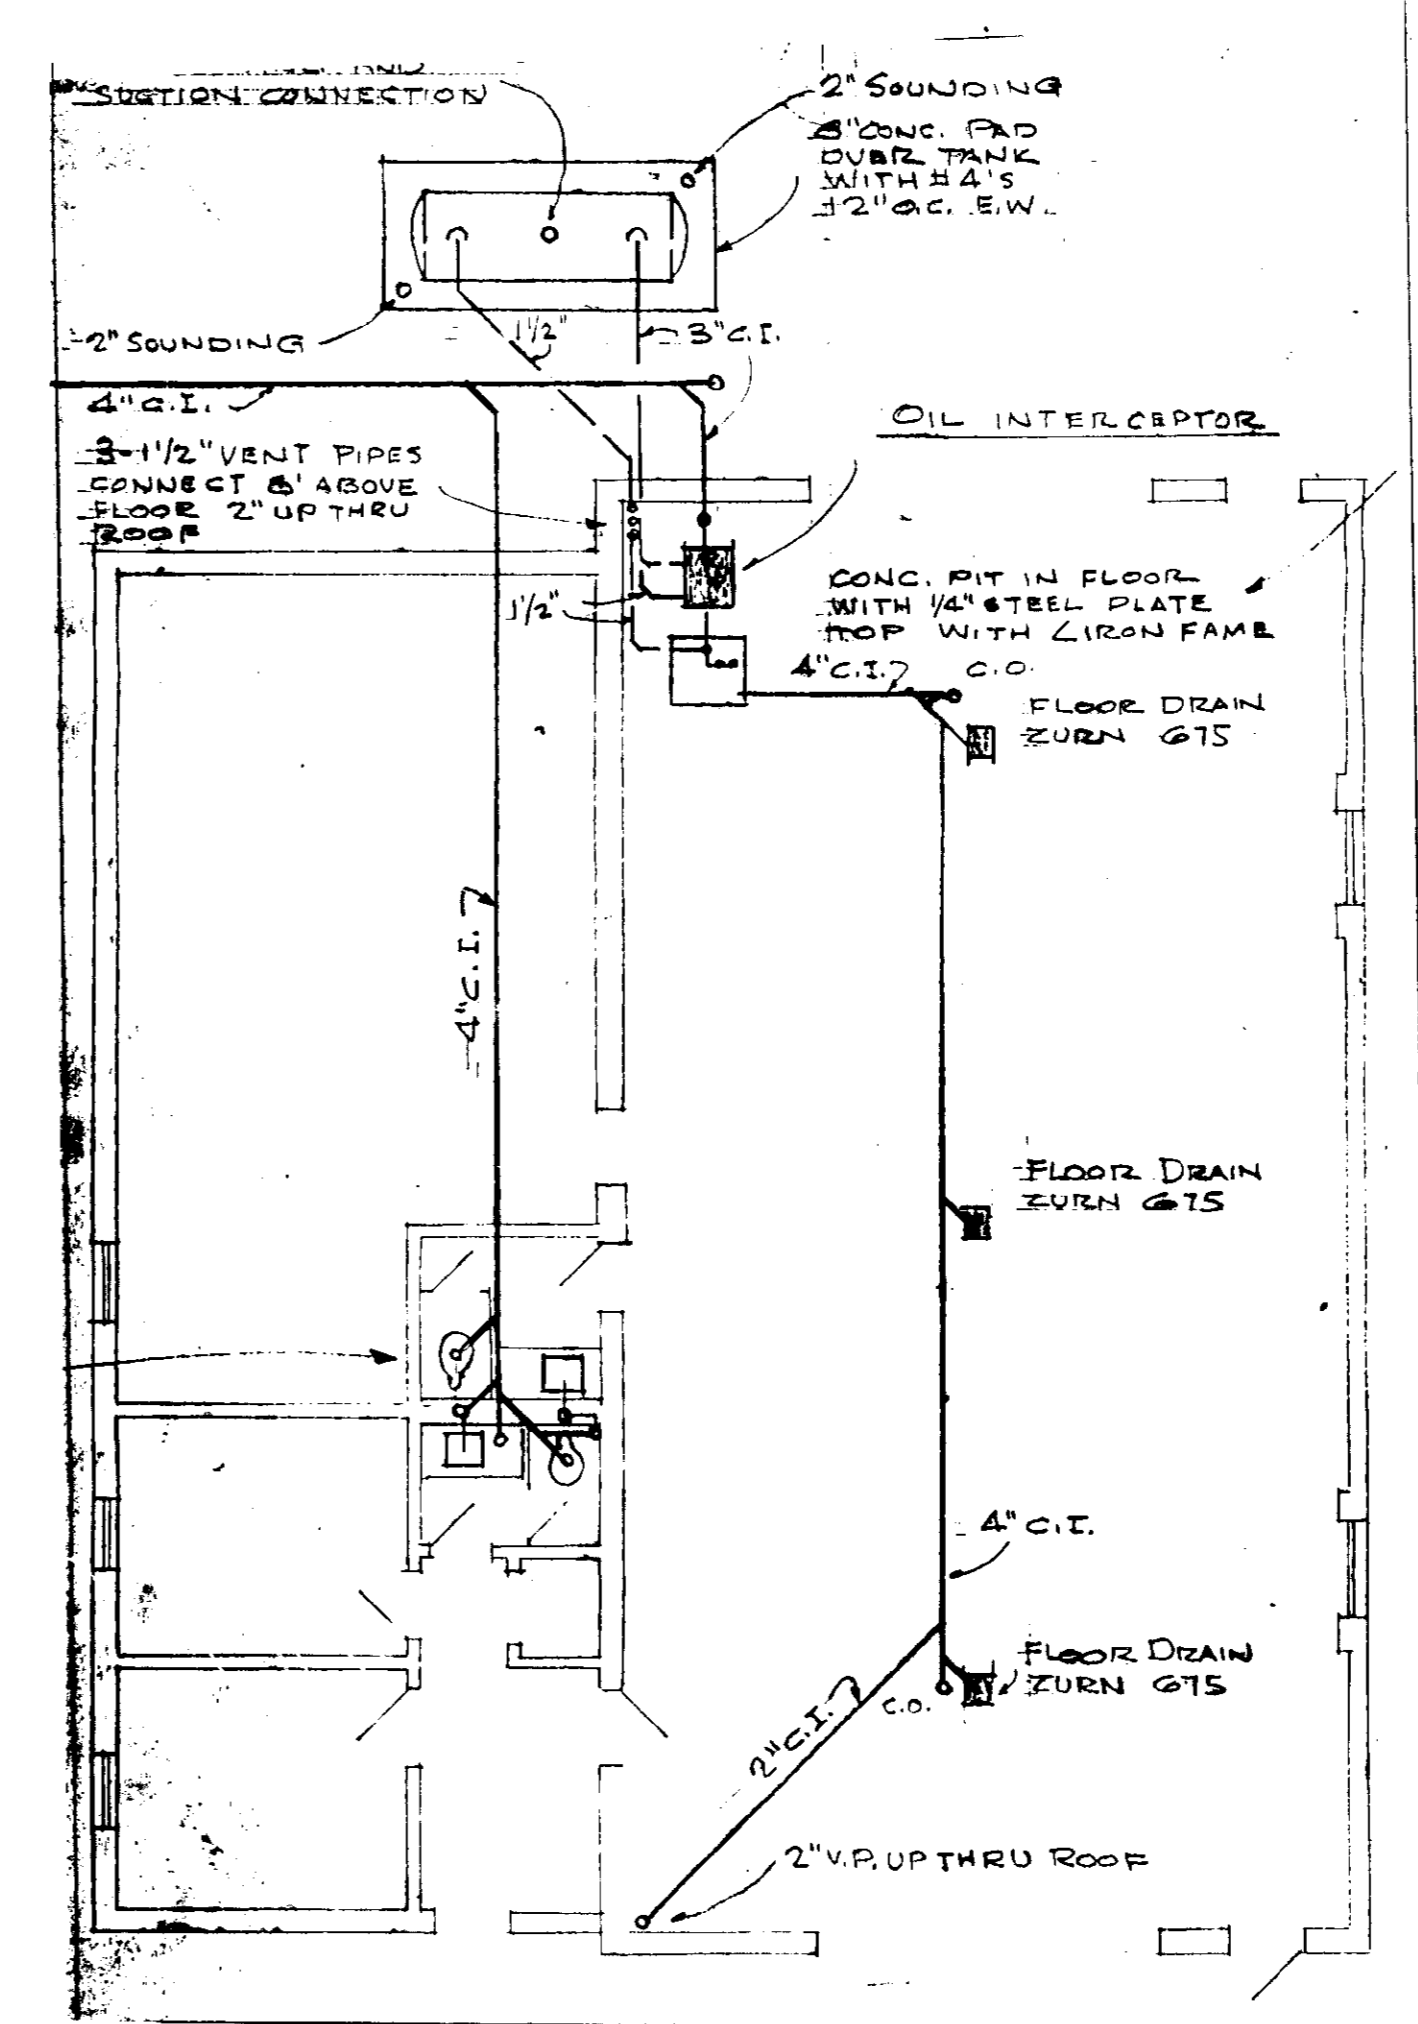 AND
SUCTION CONNECTION
2" SOUNDING
8" CONC. PAD
OVER TANK
WITH #4'S
12" O.C. E.W.
2" SOUNDING
1 1/2"
3" C.I.
4" C.I.
OIL INTERCEPTOR
3-1 1/2" VENT PIPES
CONNECT 8' ABOVE
FLOOR 2" UP THRU
ROOF
1 1/2"
CONC. PIT IN FLOOR
WITH 1/4" STEEL PLATE
TOP WITH ∠ IRON FAME
4" C.I.
C.O.
FLOOR DRAIN
ZURN 675
4" C.I.
FLOOR DRAIN
ZURN 675
4" C.I.
FLOOR DRAIN
ZURN 675
C.O.
2" C.I.
2" V.P. UP THRU ROOF